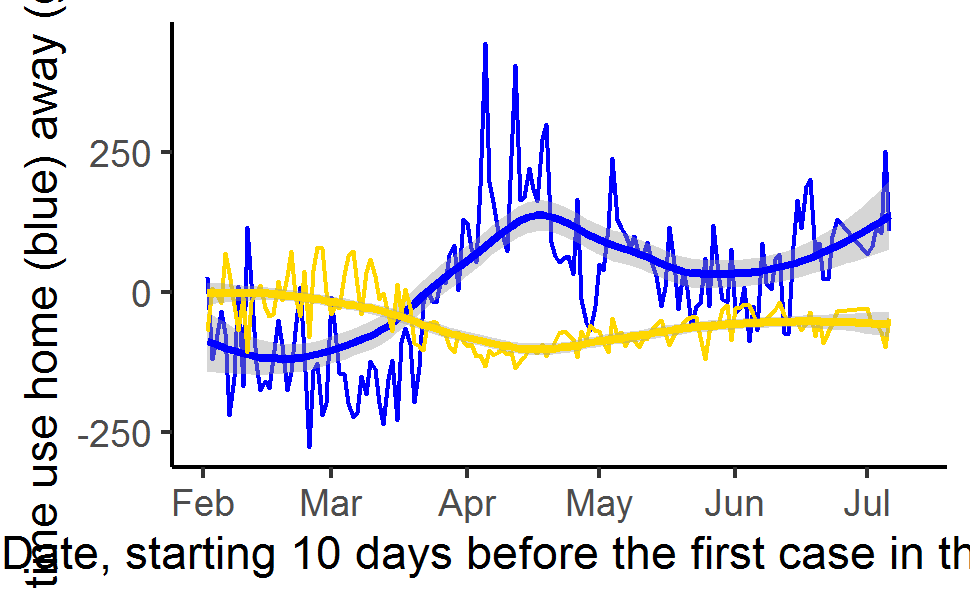 time use home (blue) away (
250
0
-250
Feb Mar Apr May Jun Jul
Date, starting 10 days before the first case in th